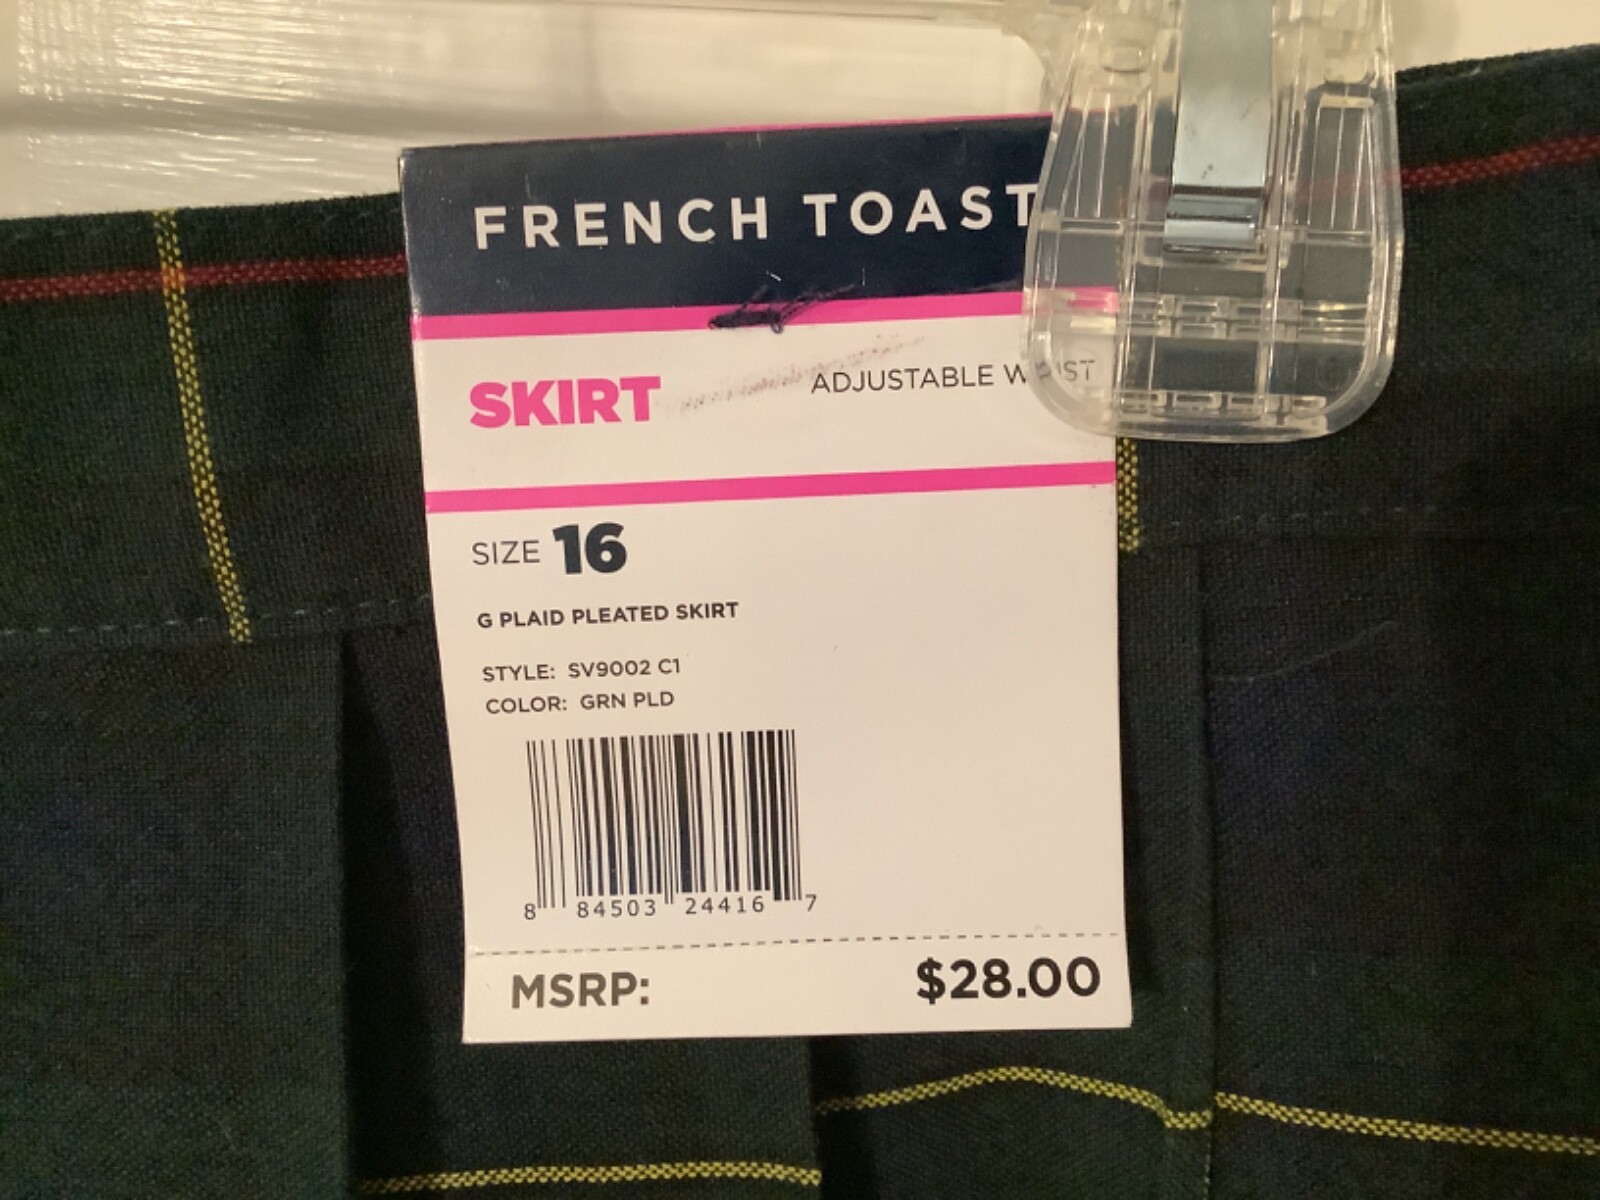 FRENCH TOAST
SKIRT
ADJUSTABLE WAIST
SIZE 16
G PLAID PLEATED SKIRT
STYLE: SV9002 C1
COLOR: GRN PLD
8 84503 24416 7
MSRP: $28.00